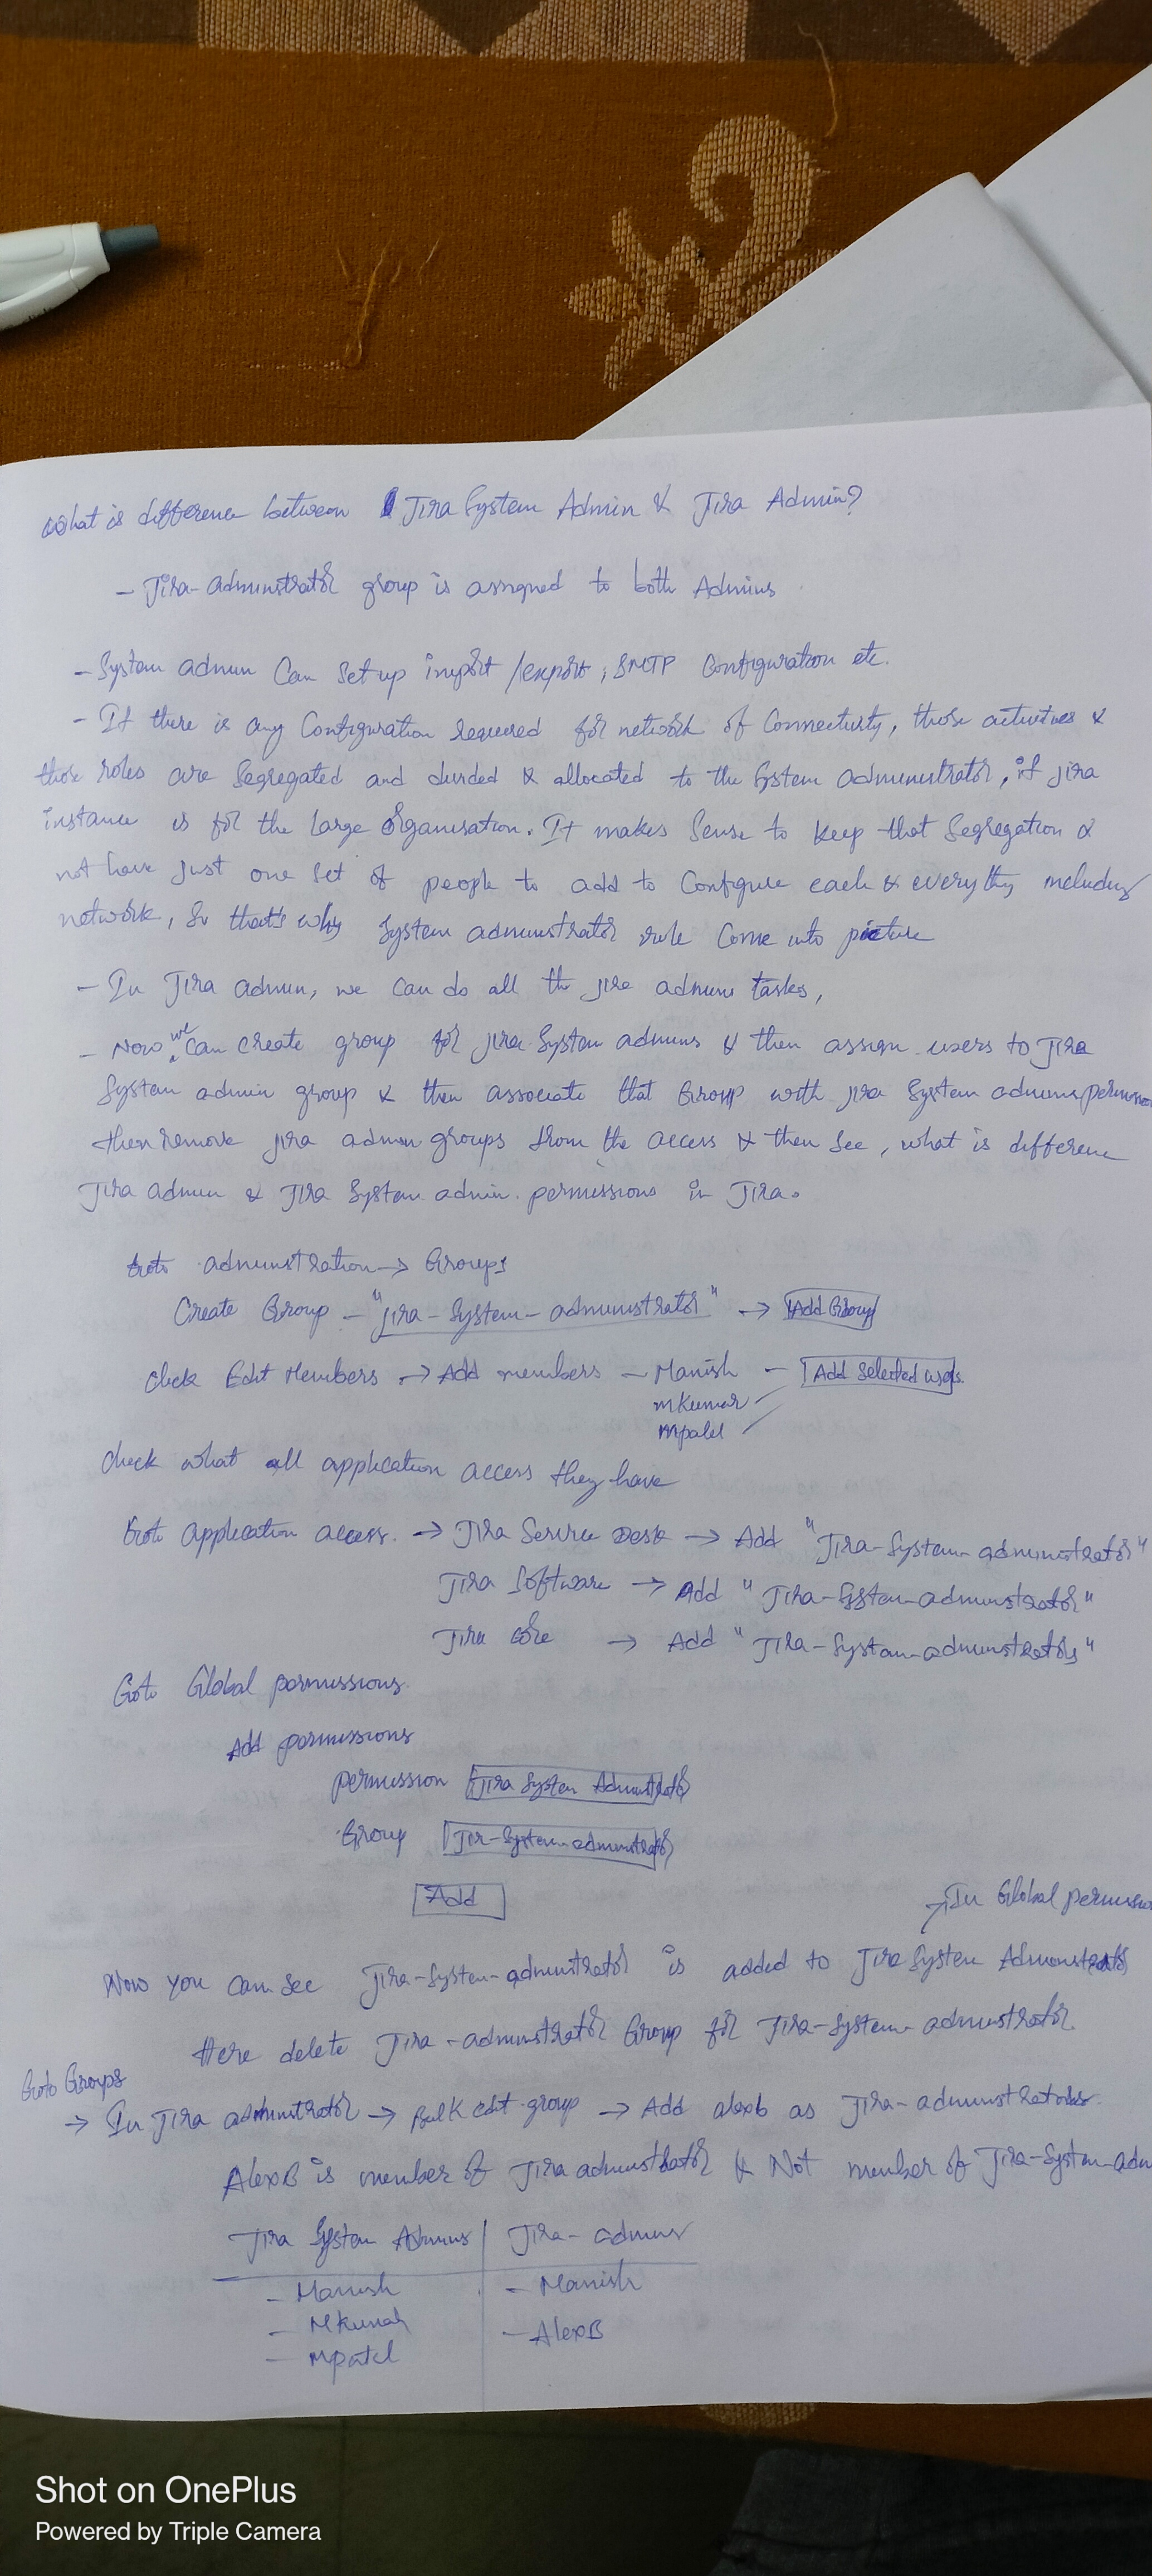 What is difference between Jira System Admin & Jira Admin?
- Jira-administrator group is assigned to both Admins
- System admin Can Set up import/export, SMTP Configuration etc.
- If there is any Configuration required for network of Connectivity, those activities &
those roles are Segregated and divided & allocated to the System administrator, if jira
instance is for the large Organisation. It makes Sense to keep that Segregation &
not have just one Set of people to add to Configure each & everythg including
network, So that's why System administrator role Come into picture
- In Jira admin, we can do all the jira admin tasks,
- Now we can create group for jira System admins & then assign users to Jira
System admin group & then associate that Group with jira System admins permission
then remove jira admin groups from the access & then See, what is difference
Jira admin & Jira System admin permissions in Jira.
Goto administration -> Groups
Create Group - "jira-System-administrator" -> Add Group
click Edit Members -> Add members - Manish - Add Selected users.
mkumar
mpatel
check what all application access they have
Goto application access. -> Jira Service Desk -> Add "Jira-System-administrator"
Jira Software -> Add "Jira-System-administrator"
Jira Core -> Add "Jira-System-administrators"
Goto Global permissions.
Add permissions
permission Jira System Administrator
Group Jir-System-administrator
Add
-> In Global permission
Now you can See Jira-System-administrator is added to Jira System Administrator
Here delete Jira-administrator Group for Jira-System-administrator.
Goto Groups
-> In Jira administrator -> Bulk edit group -> Add alexb as Jira-administrators.
AlexB is member of Jira administrator & Not member of Jira-System-adm
Jira System Admins | Jira-admins
- Manish - Manish
- Mkumar - AlexB
- mpatel
Shot on OnePlus
Powered by Triple Camera